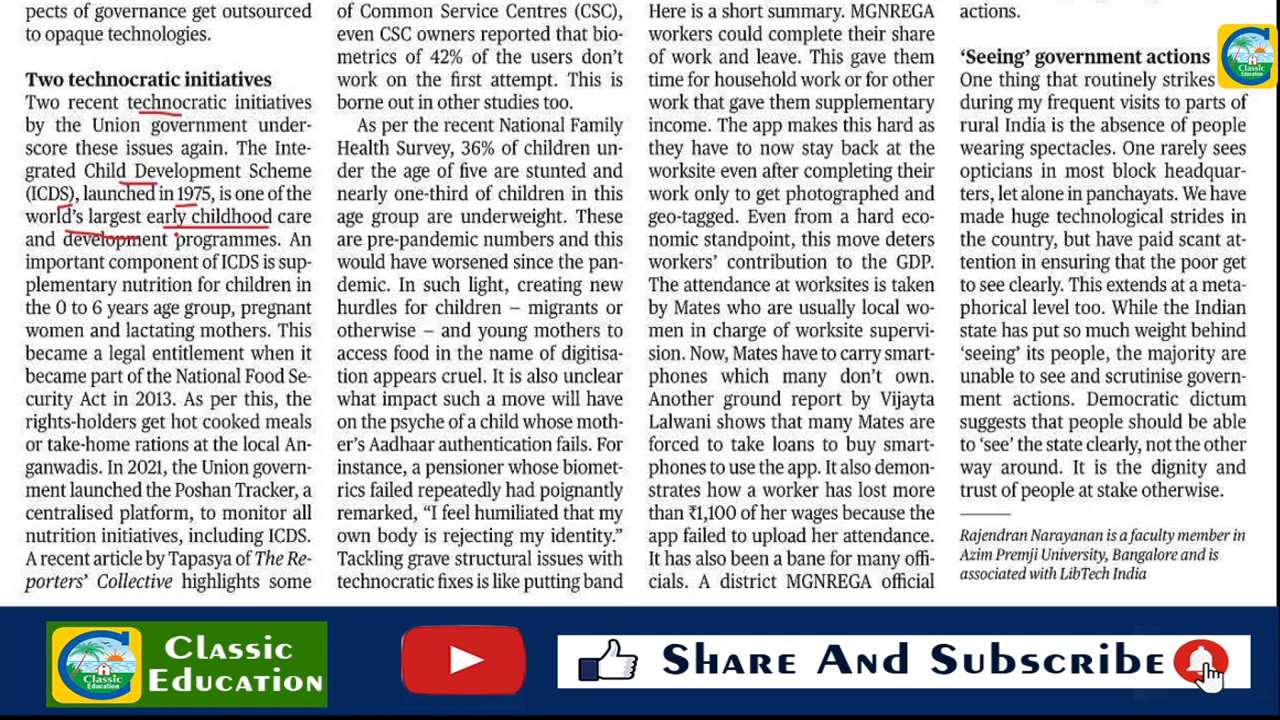 pects of governance get outsourced
to opaque technologies.
Two technocratic initiatives
Two recent technocratic initiatives
by the Union government under-
score these issues again. The Inte-
grated Child Development Scheme
(ICDS), launched in 1975, is one of the
world's largest early childhood care
and development programmes. An
important component of ICDS is sup-
plementary nutrition for children in
the 0 to 6 years age group, pregnant
women and lactating mothers. This
became a legal entitlement when it
became part of the National Food Se-
curity Act in 2013. As per this, the
rights-holders get hot cooked meals
or take-home rations at the local An-
ganwadis. In 2021, the Union govern-
ment launched the Poshan Tracker, a
centralised platform, to monitor all
nutrition initiatives, including ICDS.
A recent article by Tapasya of The Re-
porters' Collective highlights some
of Common Service Centres (CSC),
even CSC owners reported that bio-
metrics of 42% of the users don't
work on the first attempt. This is
borne out in other studies too.
As per the recent National Family
Health Survey, 36% of children un-
der the age of five are stunted and
nearly one-third of children in this
age group are underweight. These
are pre-pandemic numbers and this
would have worsened since the pan-
demic. In such light, creating new
hurdles for children – migrants or
otherwise – and young mothers to
access food in the name of digitisa-
tion appears cruel. It is also unclear
what impact such a move will have
on the psyche of a child whose moth-
er's Aadhaar authentication fails. For
instance, a pensioner whose biomet-
rics failed repeatedly had poignantly
remarked, “I feel humiliated that my
own body is rejecting my identity.”
Tackling grave structural issues with
technocratic fixes is like putting band
Here is a short summary. MGNREGA
workers could complete their share
of work and leave. This gave them
time for household work or for other
work that gave them supplementary
income. The app makes this hard as
they have to now stay back at the
worksite even after completing their
work only to get photographed and
geo-tagged. Even from a hard eco-
nomic standpoint, this move deters
workers' contribution to the GDP.
The attendance at worksites is taken
by Mates who are usually local wo-
men in charge of worksite supervi-
sion. Now, Mates have to carry smart-
phones which many don't own.
Another ground report by Vijayta
Lalwani shows that many Mates are
forced to take loans to buy smart-
phones to use the app. It also demon-
strates how a worker has lost more
than ₹1,100 of her wages because the
app failed to upload her attendance.
It has also been a bane for many offi-
cials. A district MGNREGA official
actions.
‘Seeing’ government actions
One thing that routinely strikes
during my frequent visits to parts of
rural India is the absence of people
wearing spectacles. One rarely sees
opticians in most block headquar-
ters, let alone in panchayats. We have
made huge technological strides in
the country, but have paid scant at-
tention in ensuring that the poor get
to see clearly. This extends at a meta-
phorical level too. While the Indian
state has put so much weight behind
‘seeing’ its people, the majority are
unable to see and scrutinise govern-
ment actions. Democratic dictum
suggests that people should be able
to ‘see’ the state clearly, not the other
way around. It is the dignity and
trust of people at stake otherwise.
Rajendran Narayanan is a faculty member in
Azim Premji University, Bangalore and is
associated with LibTech India
Classic
Education
Classic
Education
Classic
Education
Share And Subscribe